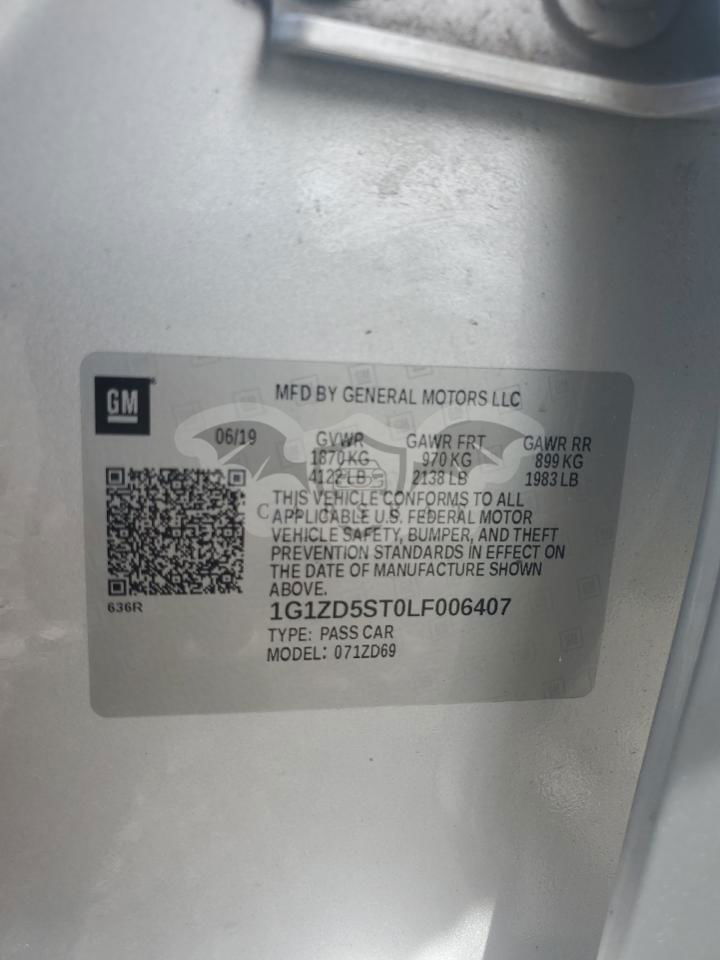 GM
MFD BY GENERAL MOTORS LLC
06/19 GVWR GAWR FRT GAWR RR
1870 KG 970 KG 899 KG
4122 LB 2138 LB 1983 LB
THIS VEHICLE CONFORMS TO ALL
APPLICABLE U.S. FEDERAL MOTOR
VEHICLE SAFETY, BUMPER, AND THEFT
PREVENTION STANDARDS IN EFFECT ON
THE DATE OF MANUFACTURE SHOWN
ABOVE.
636R
1G1ZD5ST0LF006407
TYPE: PASS CAR
MODEL: 071ZD69